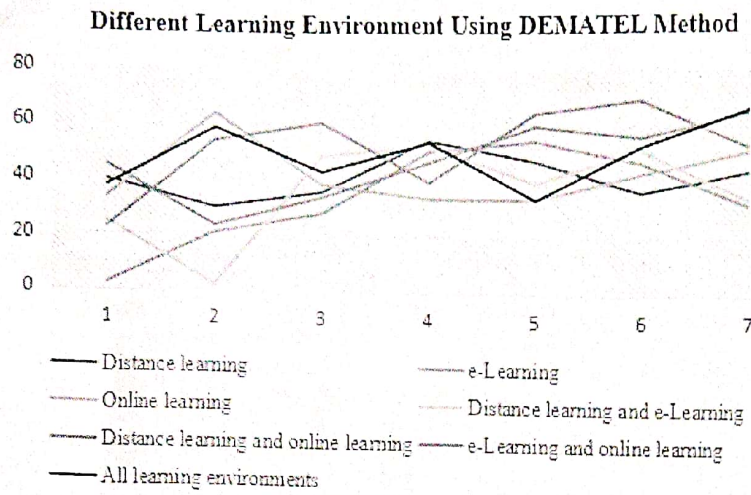 Different Learning Environment Using DEMATEL Method
80
60
40
20
0
1 2 3 4 5 6 7
Distance learning
e-Learning
Online learning
Distance learning and e-Learning
Distance learning and online learning
e-Learning and online learning
All learning environments